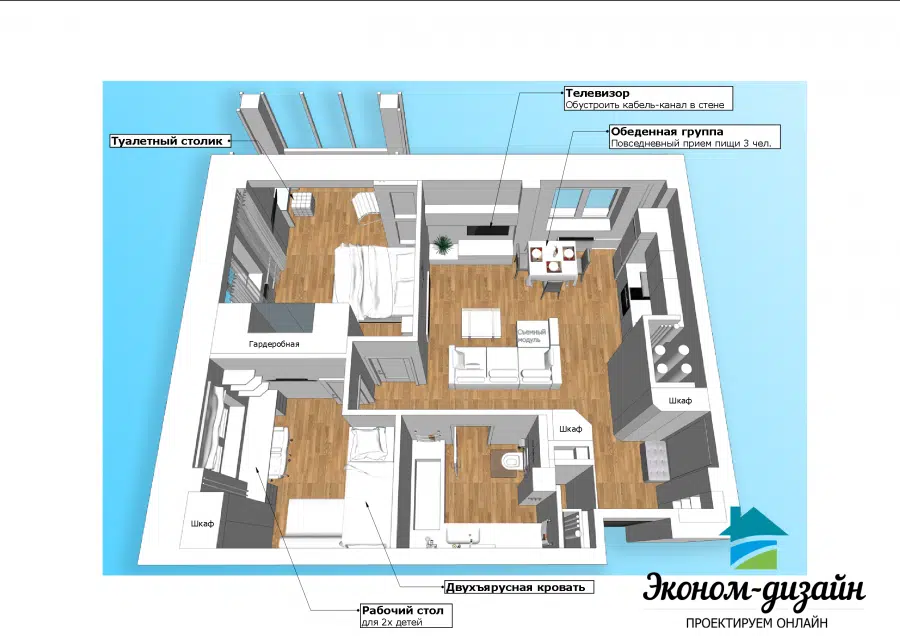 Телевизор
Обустроить кабель-канал в стене
Обеденная группа
Повседневный прием пищи 3 чел.
Туалетный столик
Съемный
модуль
Гардеробная
Шкаф
Шкаф
Шкаф
Двухъярусная кровать
Рабочий стол
для 2х детей
Эконом-дизайн
ПРОЕКТИРУЕМ ОНЛАЙН